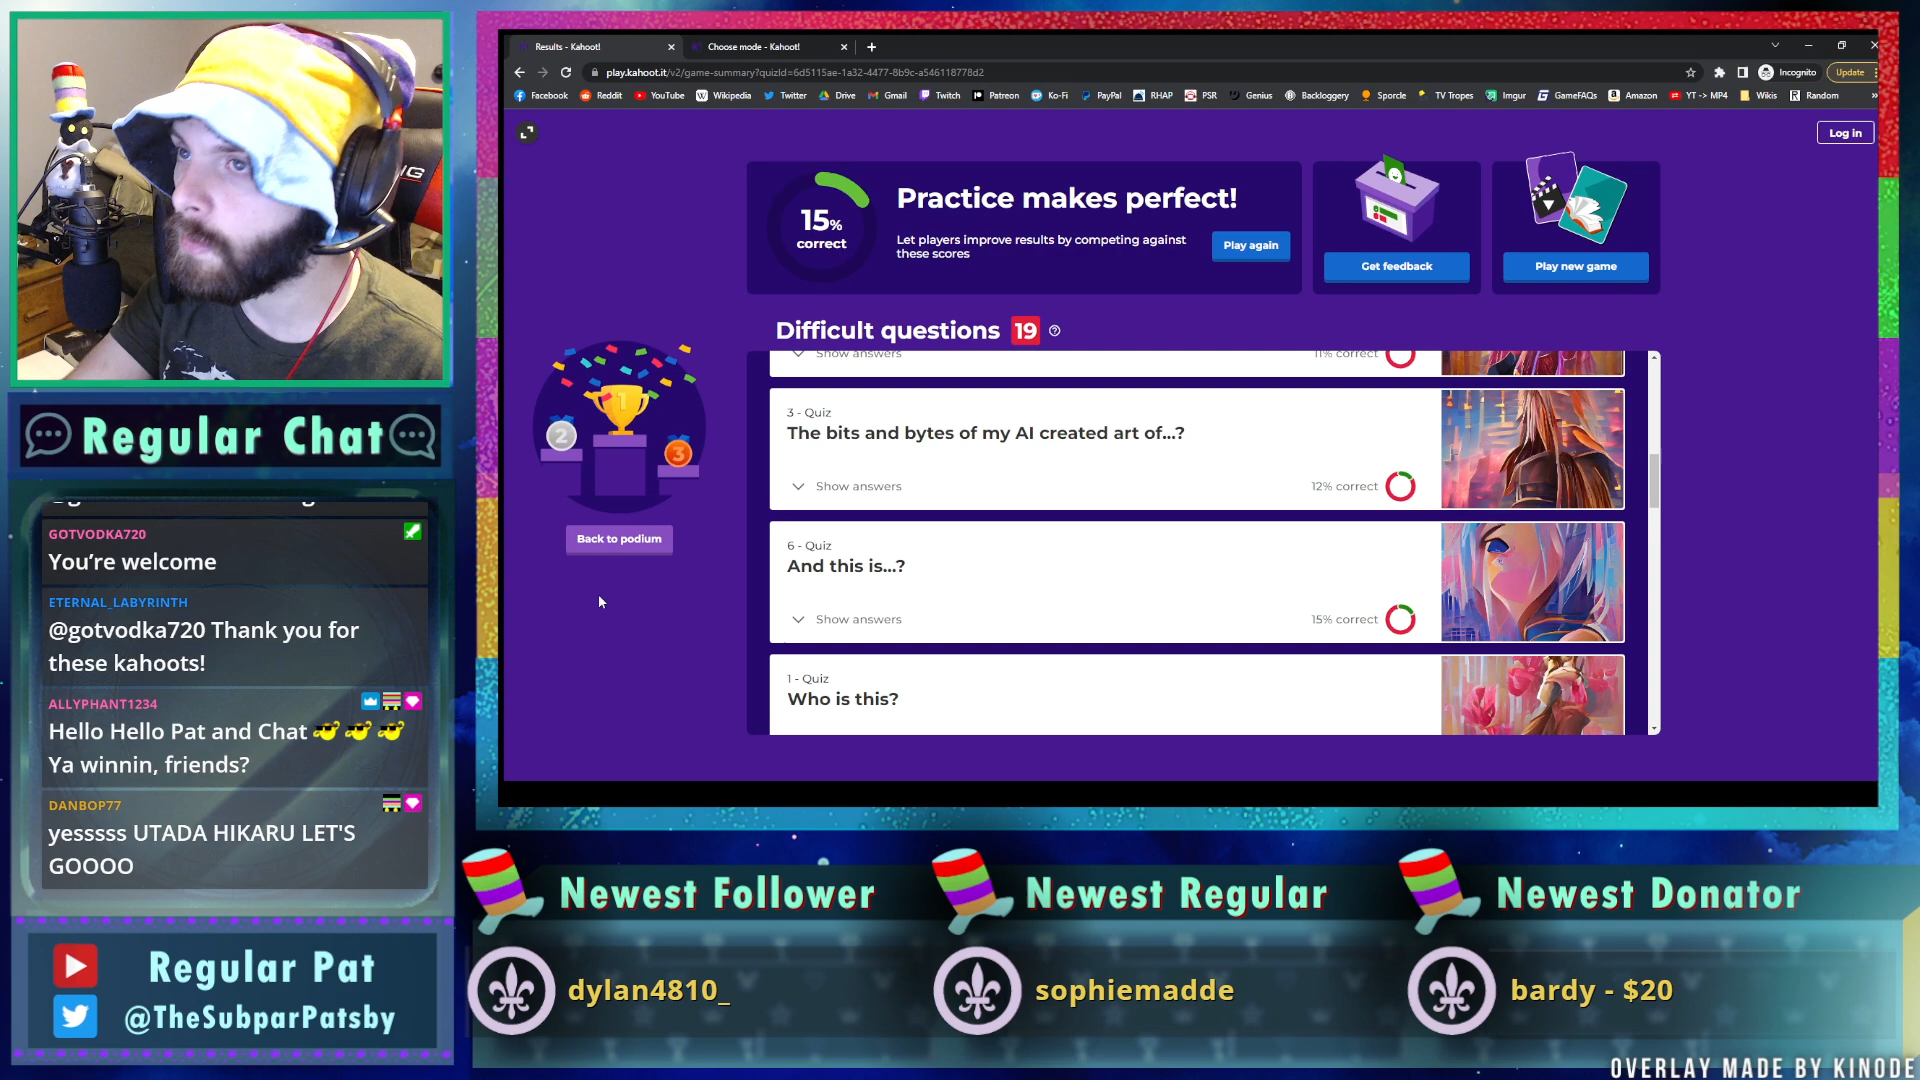 Results - Kahoot!
Choose mode - Kahoot!
play.kahoot.it/v2/game-summary?quizId=6d5115ae-1a32-4477-8b9c-a546118778d2
Incognito
Update
Facebook Reddit YouTube Wikipedia Twitter Drive Gmail Twitch Patreon Ko-Fi PayPal RHAP PSR Genius Backloggery Sporcle TV Tropes Imgur GameFAQs Amazon YT -> MP4 Wikis Random »
Log in
15%
correct
Practice makes perfect!
Let players improve results by competing against
these scores
Play again
Get feedback
Play new game
Difficult questions 19
Show answers
11% correct
3 - Quiz
The bits and bytes of my AI created art of...?
Show answers
12% correct
6 - Quiz
And this is...?
Show answers
15% correct
1 - Quiz
Who is this?
1
2
3
Back to podium
Regular Chat
GOTVODKA720
You're welcome
ETERNAL_LABYRINTH
@gotvodka720 Thank you for
these kahoots!
ALLYPHANT1234
Hello Hello Pat and Chat
Ya winnin, friends?
DANBOP77
yesssss UTADA HIKARU LET'S
GOOOO
Regular Pat
@TheSubparPatsby
Newest Follower
dylan4810_
Newest Regular
sophiemadde
Newest Donator
bardy - $20
OVERLAY MADE BY KINODE